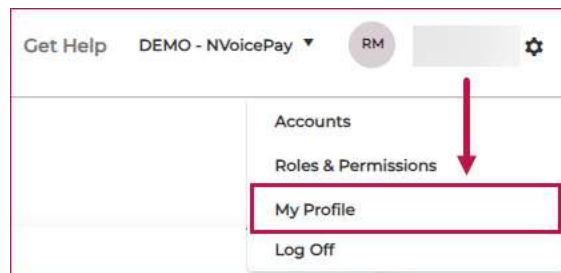 Get Help DEMO - NVoicePay ▼ RM
Accounts
Roles & Permissions
My Profile
Log Off